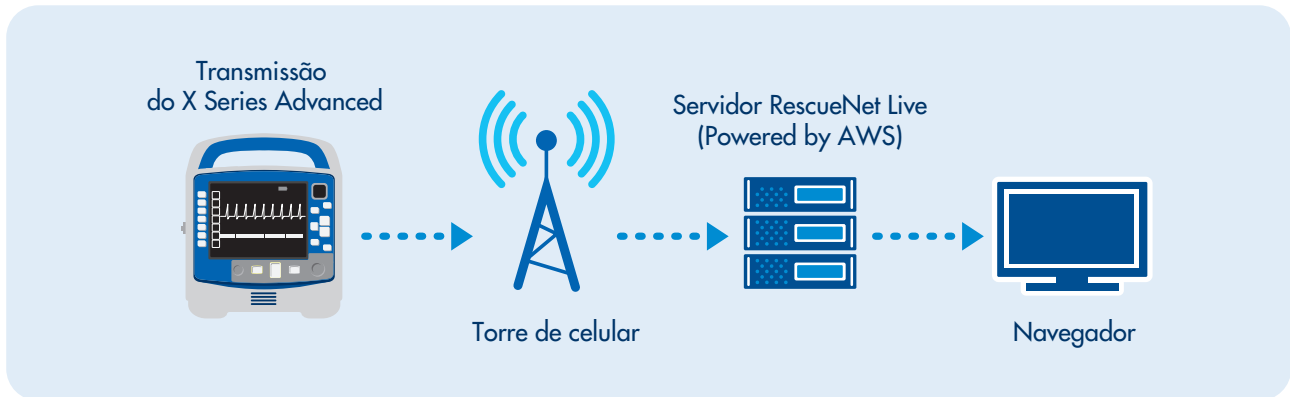 Transmissão
do X Series Advanced
Servidor RescueNet Live
(Powered by AWS)
Torre de celular
Navegador